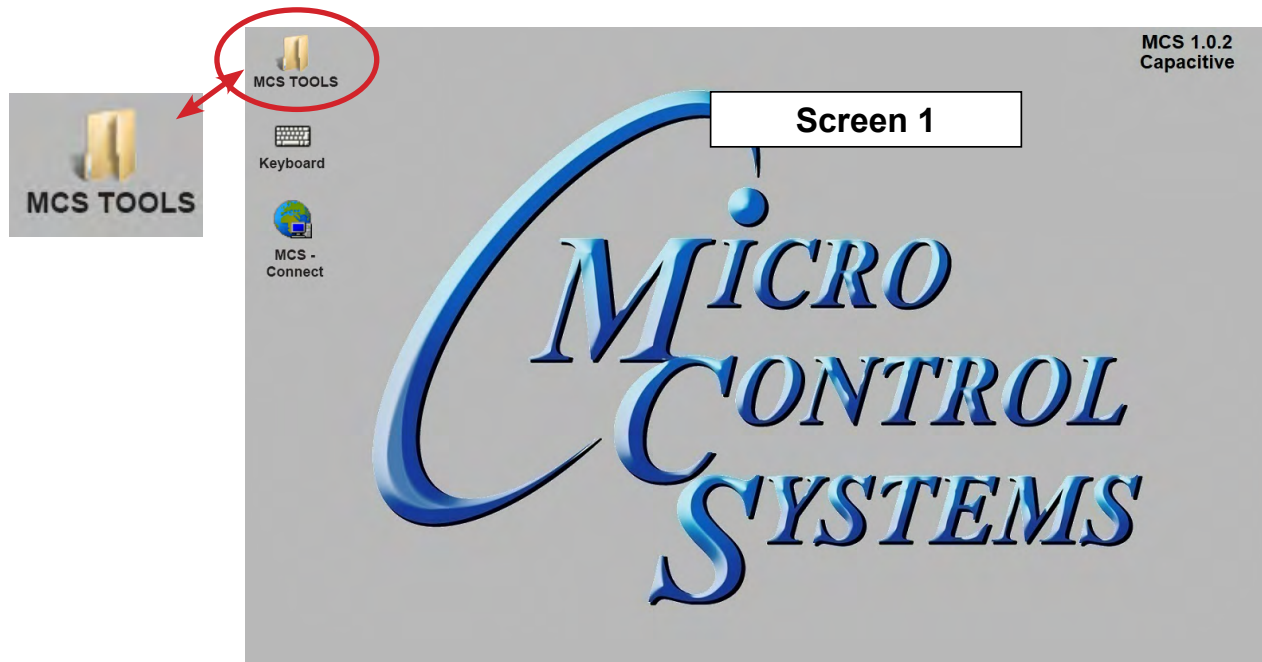 MCS TOOLS
MCS TOOLS
Keyboard
MCS -
Connect
MCS 1.0.2
Capacitive
Screen 1
MICRO
CONTROL
SYSTEMS